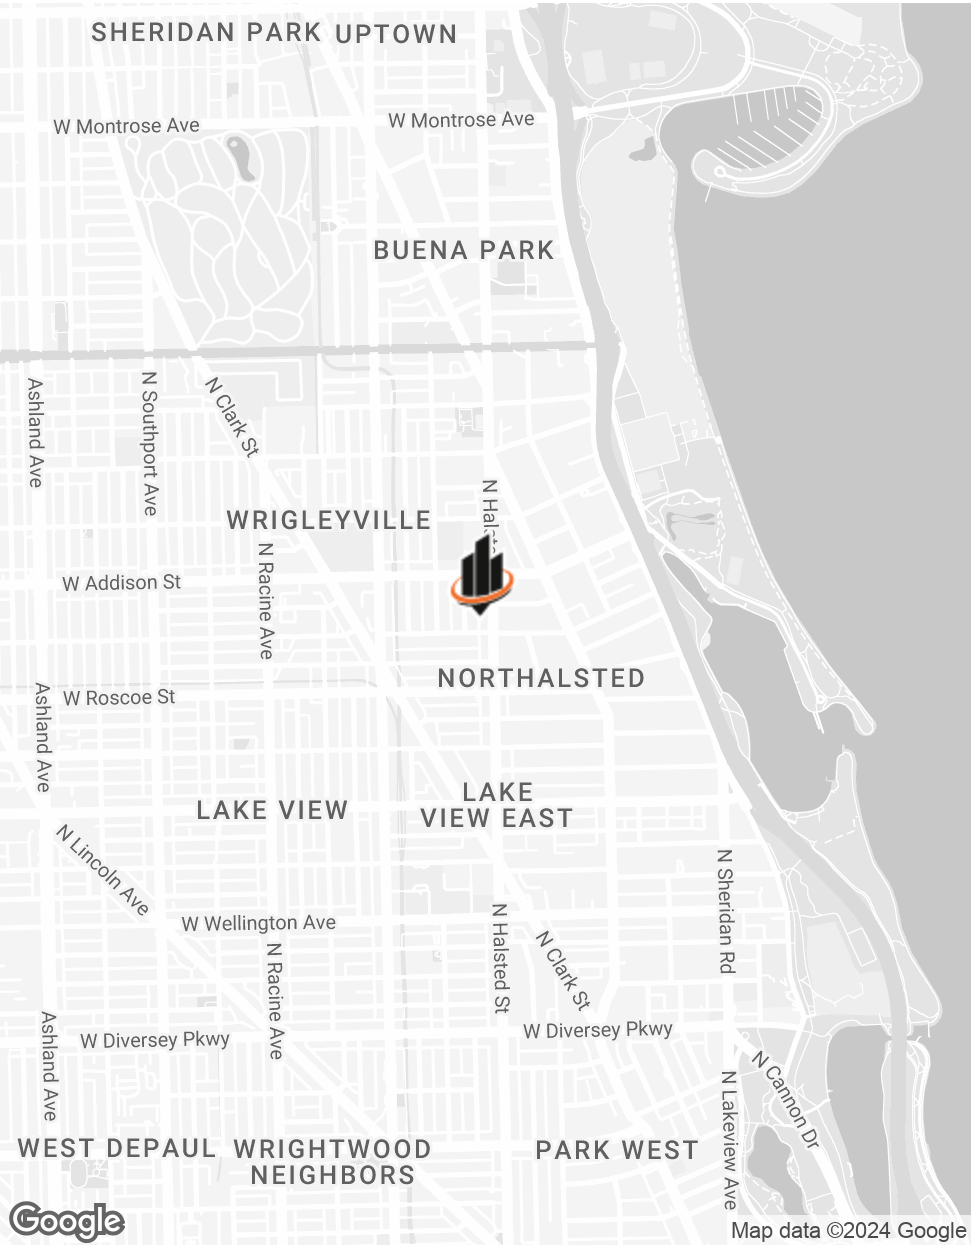 SHERIDAN PARK
UPTOWN
W Montrose Ave
W Montrose Ave
BUENA PARK
Ashland Ave
N Southport Ave
N Clark St
N Halste
WRIGLEYVILLE
N Racine Ave
W Addison St
NORTHALSTED
Ashland Ave
W Roscoe St
LAKE VIEW
LAKE
VIEW EAST
N Lincoln Ave
N Sheridan Rd
W Wellington Ave
N Racine Ave
N Halsted St
N Clark St
Ashland Ave
W Diversey Pkwy
W Diversey Pkwy
N Lakeview Ave
N Cannon Dr
WEST DEPAUL
WRIGHTWOOD
NEIGHBORS
PARK WEST
Google
Map data ©2024 Google